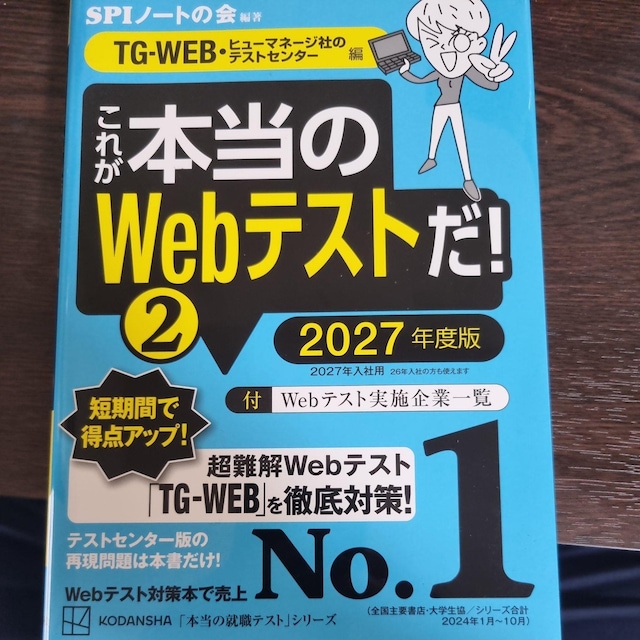 SPIノートの会 編著
TG-WEB・ヒューマネージ社のテストセンター 編
これが本当の
Webテストだ!
2
2027年度版
2027年入社用 26年入社の方も使えます
付 Webテスト実施企業一覧
短期間で
得点アップ!
超難解Webテスト
「TG-WEB」を徹底対策!
テストセンター版の
再現問題は本書だけ!
Webテスト対策本で売上 No.1
(全国主要書店・大学生協/シリーズ合計
2024年1月~10月)
KODANSHA「本当の就職テスト」シリーズ